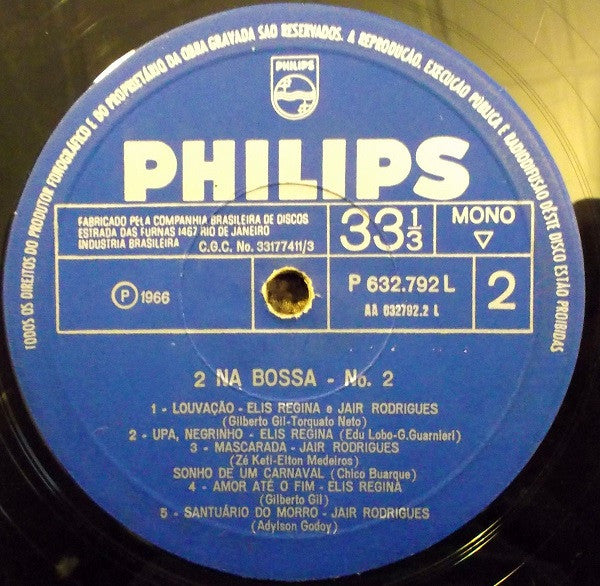 TODOS OS DIREITOS DO PRODUTOR FONOGRÁFICO E DO PROPRIETÁRIO DA OBRA GRAVADA SÃO RESERVADOS. A REPRODUÇÃO, EXECUÇÃO PÚBLICA E RADIODIFUSÃO DESTE DISCO ESTÃO PROIBIDAS
PHILIPS
PHILIPS
FABRICADO PELA COMPANHIA BRASILEIRA DE DISCOS
ESTRADA DAS FURNAS 1467 RIO DE JANEIRO
INDUSTRIA BRASILEIRA C.G.C. No. 33177411/3
33 1/3
MONO
Ⓟ 1966
P 632.792 L
AA 632792.2 L
2
2 NA BOSSA - No. 2
1 - LOUVAÇÃO - ELIS REGINA e JAIR RODRIGUES
(Gilberto Gil-Torquato Neto)
2 - UPA, NEGRINHO - ELIS REGINA (Edu Lobo-G.Guarnieri)
3 - MASCARADA - JAIR RODRIGUES
(Zé Keti-Elton Medeiros)
SONHO DE UM CARNAVAL (Chico Buarque)
4 - AMOR ATÉ O FIM - ELIS REGINA
(Gilberto Gil)
5 - SANTUÁRIO DO MORRO - JAIR RODRIGUES
(Adylson Godoy)